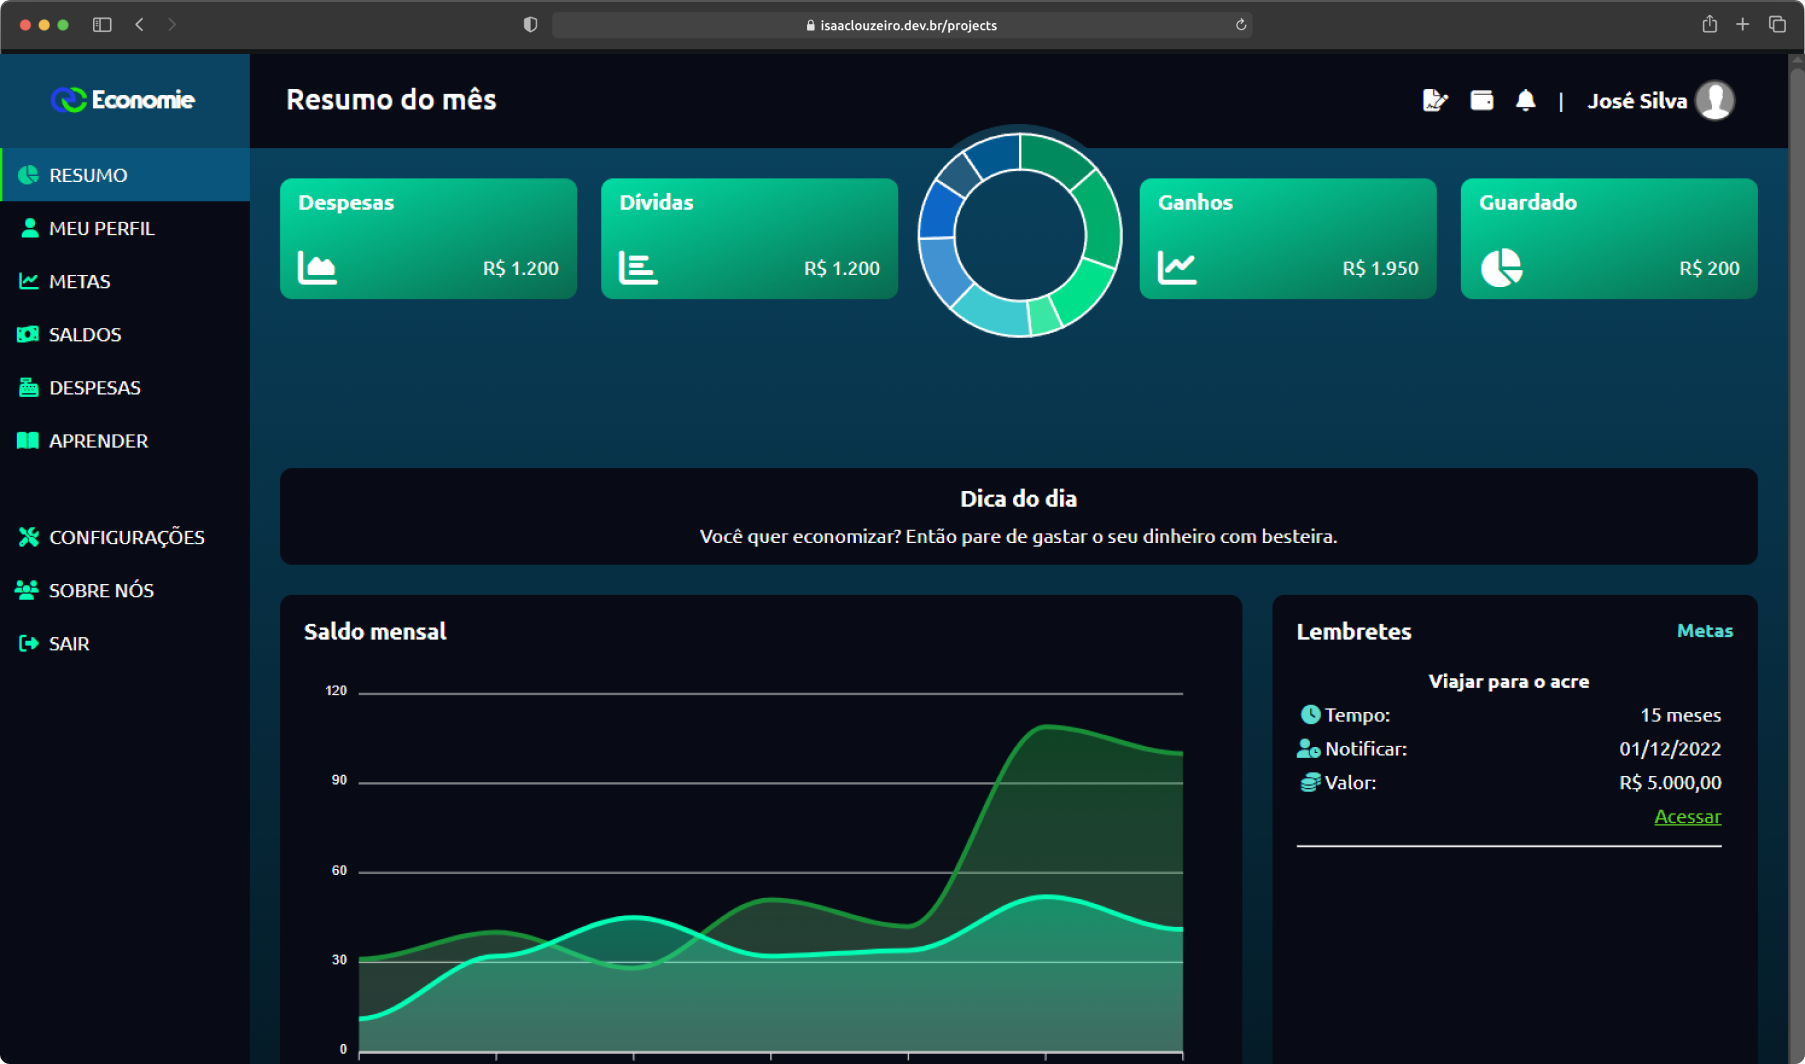 isaaclouzeiro.dev.br/projects
Economie
Resumo do mês
| José Silva
RESUMO
MEU PERFIL
METAS
SALDOS
DESPESAS
APRENDER
CONFIGURAÇÕES
SOBRE NÓS
SAIR
Despesas
R$ 1.200
Dívidas
R$ 1.200
Ganhos
R$ 1.950
Guardado
R$ 200
Dica do dia
Você quer economizar? Então pare de gastar o seu dinheiro com besteira.
Saldo mensal
120
90
60
30
0
Lembretes
Metas
Viajar para o acre
Tempo: 15 meses
Notificar: 01/12/2022
Valor: R$ 5.000,00
Acessar